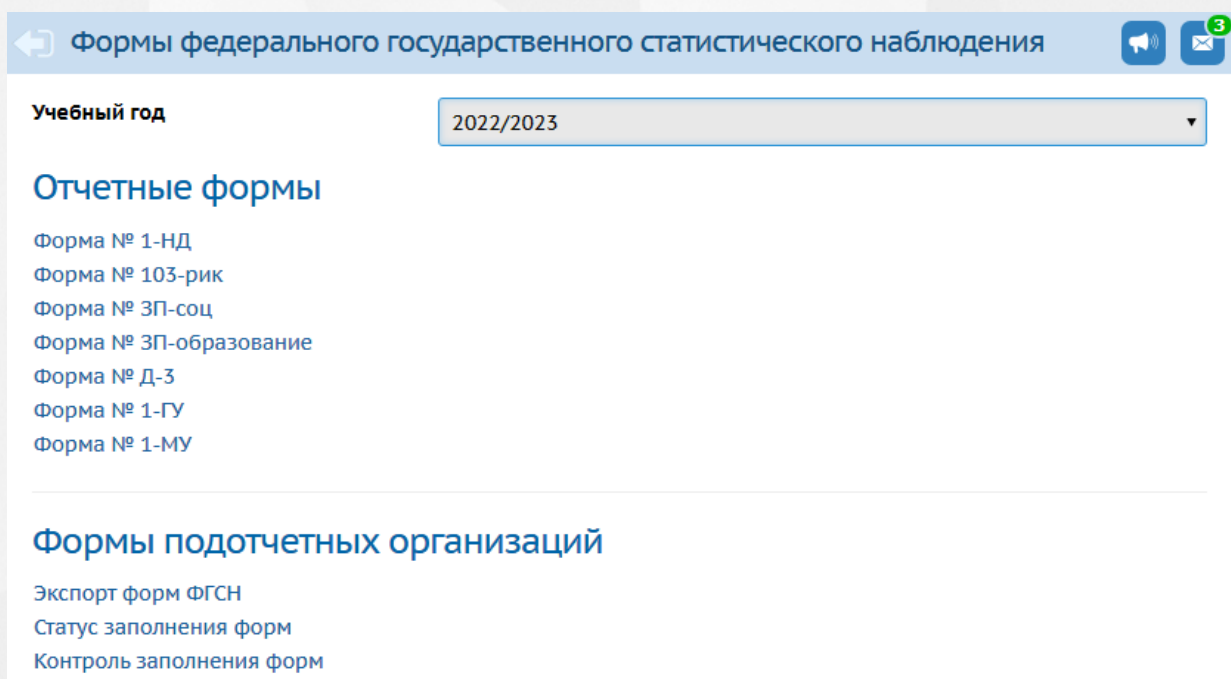 Формы федерального государственного статистического наблюдения
3
Учебный год
2022/2023
Отчетные формы
Форма № 1-НД
Форма № 103-рик
Форма № ЗП-соц
Форма № ЗП-образование
Форма № Д-3
Форма № 1-ГУ
Форма № 1-МУ
Формы подотчетных организаций
Экспорт форм ФГСН
Статус заполнения форм
Контроль заполнения форм